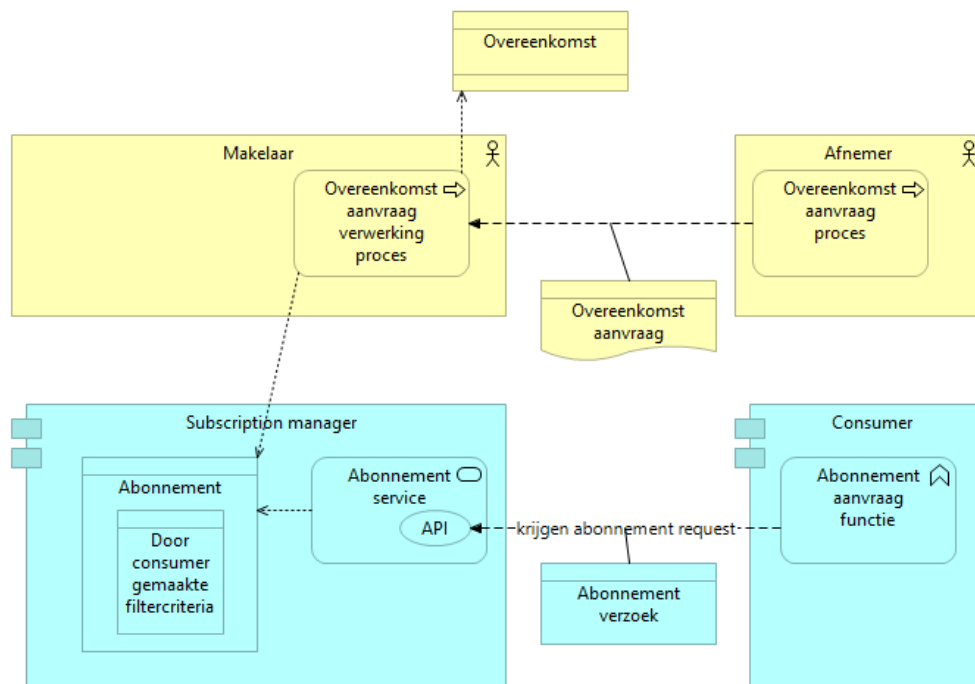 Overeenkomst
Makelaar
Overeenkomst
aanvraag
verwerking
proces
Afnemer
Overeenkomst
aanvraag
proces
Overeenkomst
aanvraag
Subscription manager
Abonnement
Door
consumer
gemaakte
filtercriteria
Abonnement
service
API
krijgen abonnement request
Abonnement
verzoek
Consumer
Abonnement
aanvraag
functie